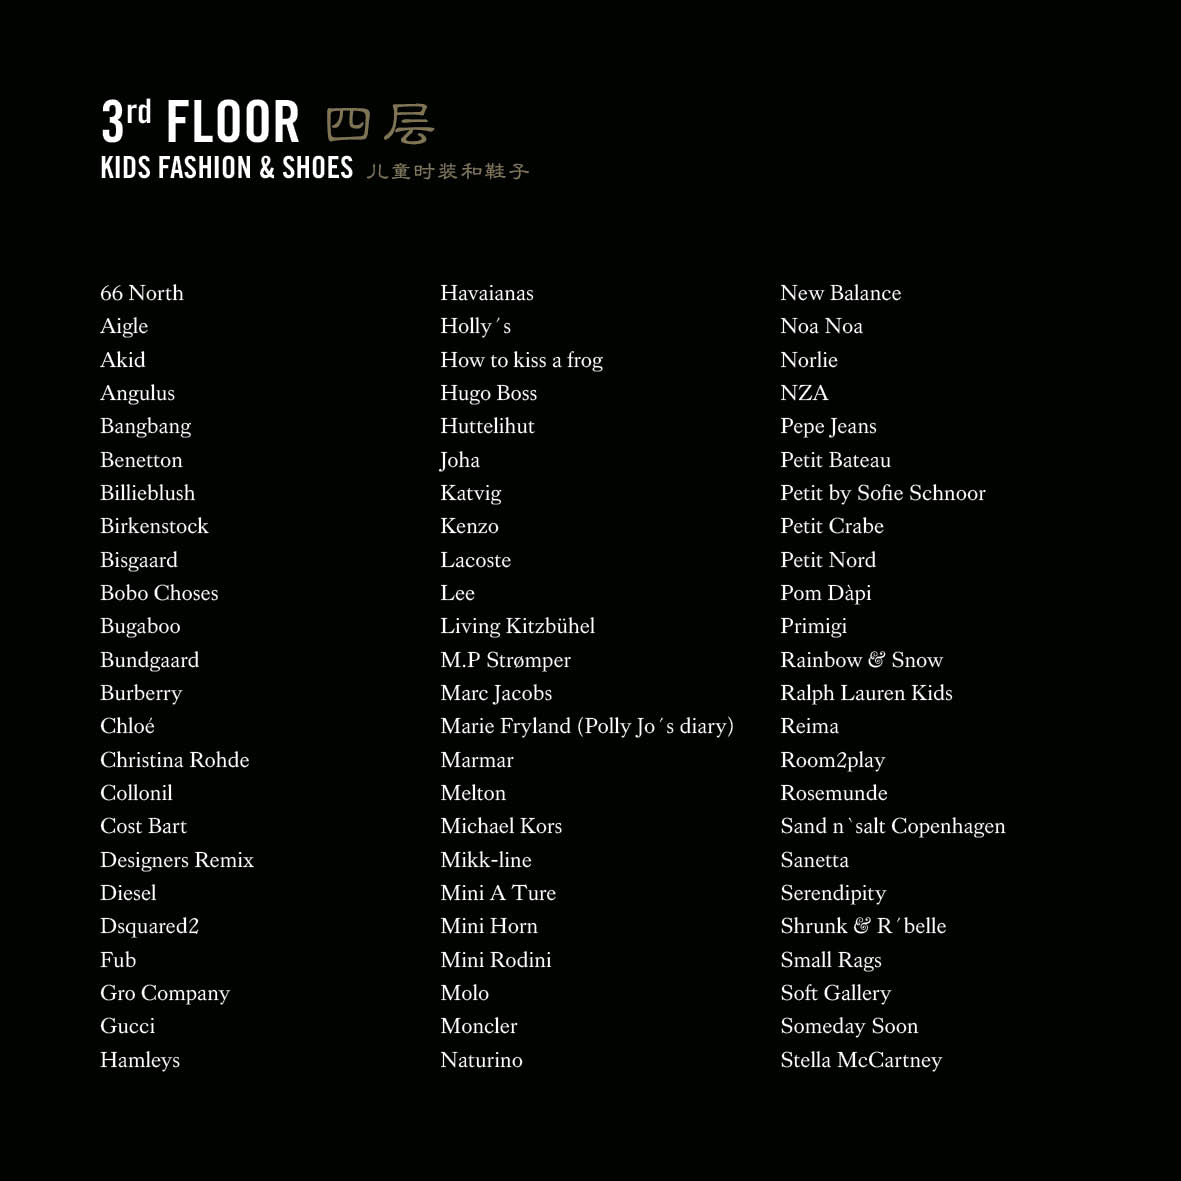 3rd FLOOR 四层
KIDS FASHION & SHOES 儿童时装和鞋子
66 North
Aigle
Akid
Angulus
Bangbang
Benetton
Billieblush
Birkenstock
Bisgaard
Bobo Choses
Bugaboo
Bundgaard
Burberry
Chloé
Christina Rohde
Collonil
Cost Bart
Designers Remix
Diesel
Dsquared2
Fub
Gro Company
Gucci
Hamleys
Havaianas
Holly´s
How to kiss a frog
Hugo Boss
Huttelihut
Joha
Katvig
Kenzo
Lacoste
Lee
Living Kitzbühel
M.P Strømper
Marc Jacobs
Marie Fryland (Polly Jo´s diary)
Marmar
Melton
Michael Kors
Mikk-line
Mini A Ture
Mini Horn
Mini Rodini
Molo
Moncler
Naturino
New Balance
Noa Noa
Norlie
NZA
Pepe Jeans
Petit Bateau
Petit by Sofie Schnoor
Petit Crabe
Petit Nord
Pom Dàpi
Primigi
Rainbow & Snow
Ralph Lauren Kids
Reima
Room2play
Rosemunde
Sand n`salt Copenhagen
Sanetta
Serendipity
Shrunk & R´belle
Small Rags
Soft Gallery
Someday Soon
Stella McCartney